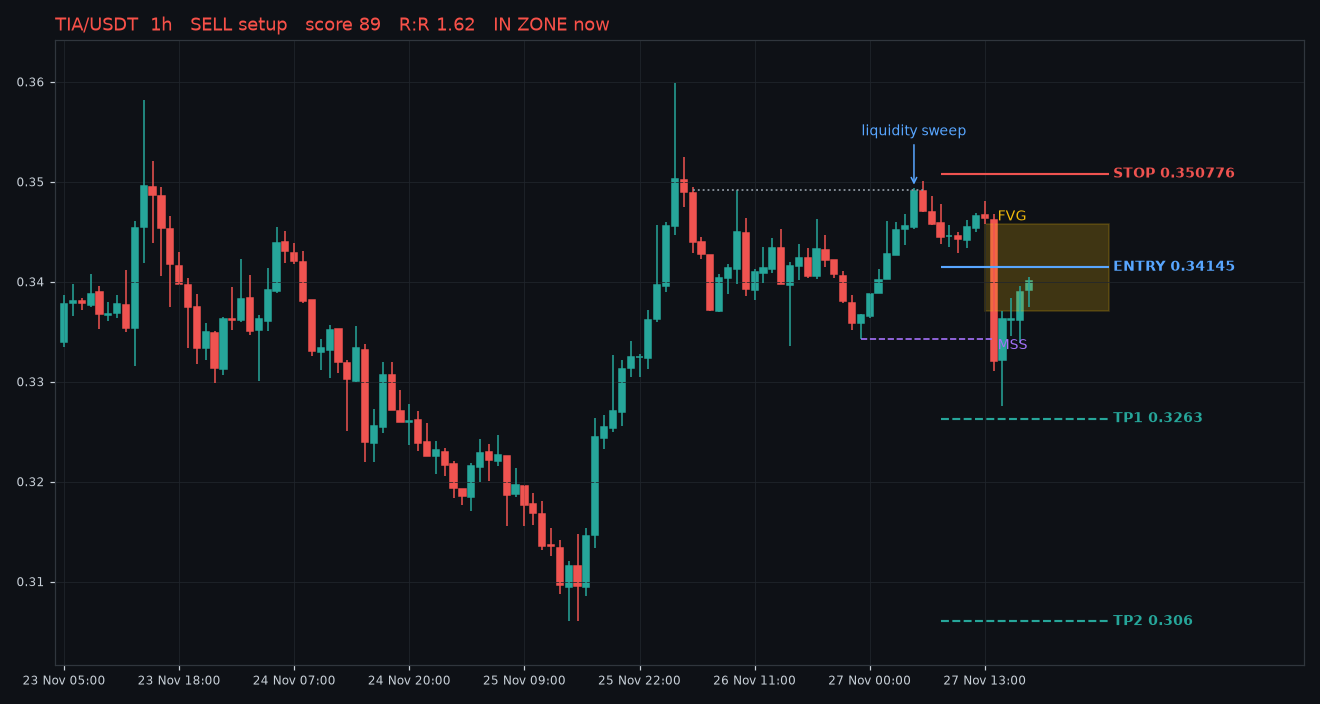 TIA/USDT 1h SELL setup score 89 R:R 1.62 IN ZONE now
0.36
liquidity sweep
0.35
STOP 0.350776
FVG
ENTRY 0.34145
0.34
MSS
0.33
TP1 0.3263
0.32
0.31
TP2 0.306
23 Nov 05:00 23 Nov 18:00 24 Nov 07:00 24 Nov 20:00 25 Nov 09:00 25 Nov 22:00 26 Nov 11:00 27 Nov 00:00 27 Nov 13:00